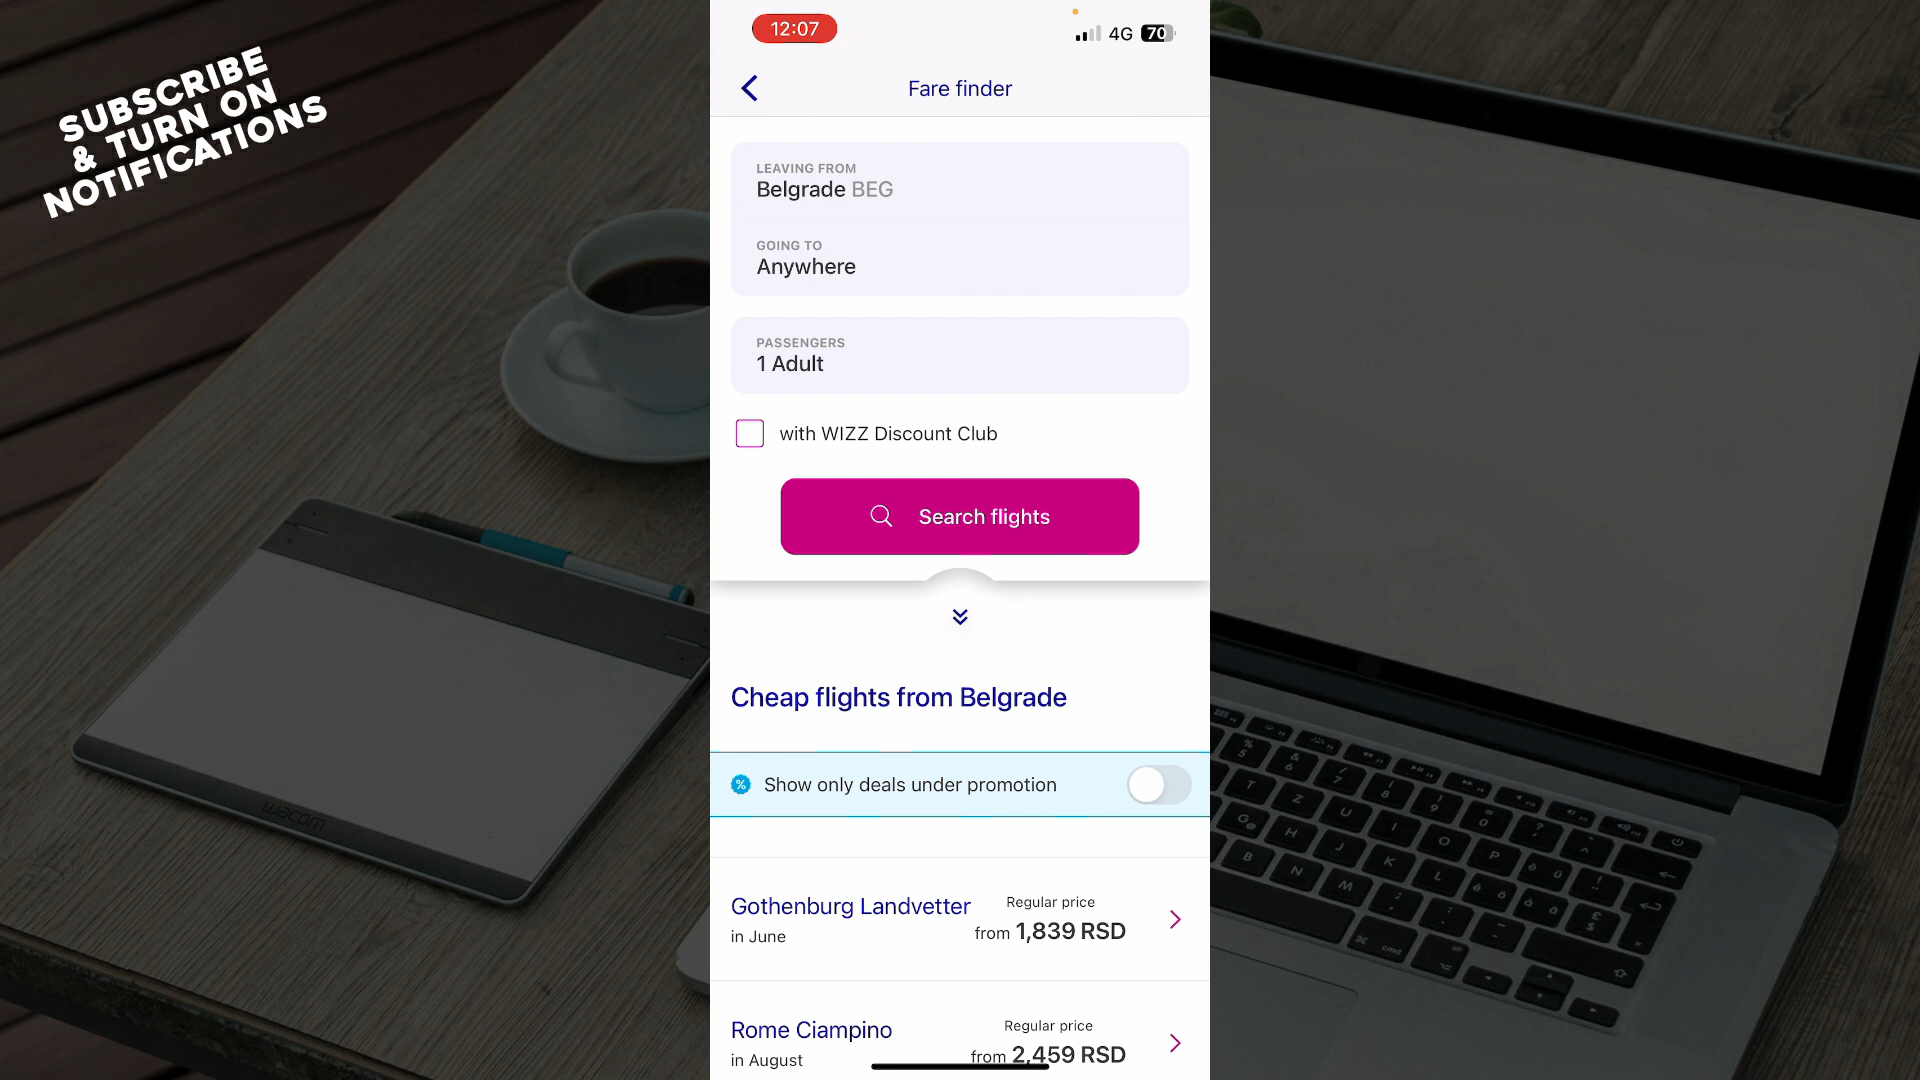 SUBSCRIBE
& TURN ON
NOTIFICATIONS
12:07
4G 70
Fare finder
LEAVING FROM
Belgrade BEG
GOING TO
Anywhere
PASSENGERS
1 Adult
with WIZZ Discount Club
Search flights
Cheap flights from Belgrade
% Show only deals under promotion
Gothenburg Landvetter
in June
Regular price
from 1,839 RSD
Rome Ciampino
in August
Regular price
from 2,459 RSD
wacom